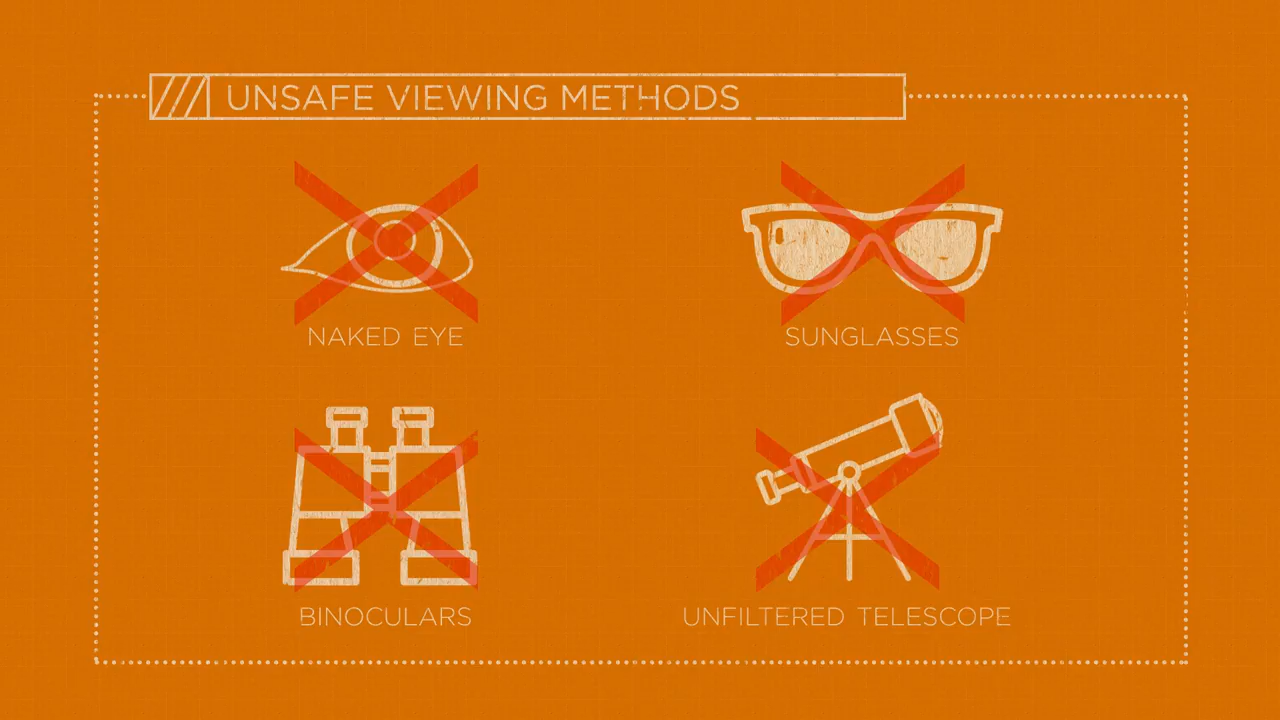 UNSAFE VIEWING METHODS
NAKED EYE
SUNGLASSES
BINOCULARS
UNFILTERED TELESCOPE